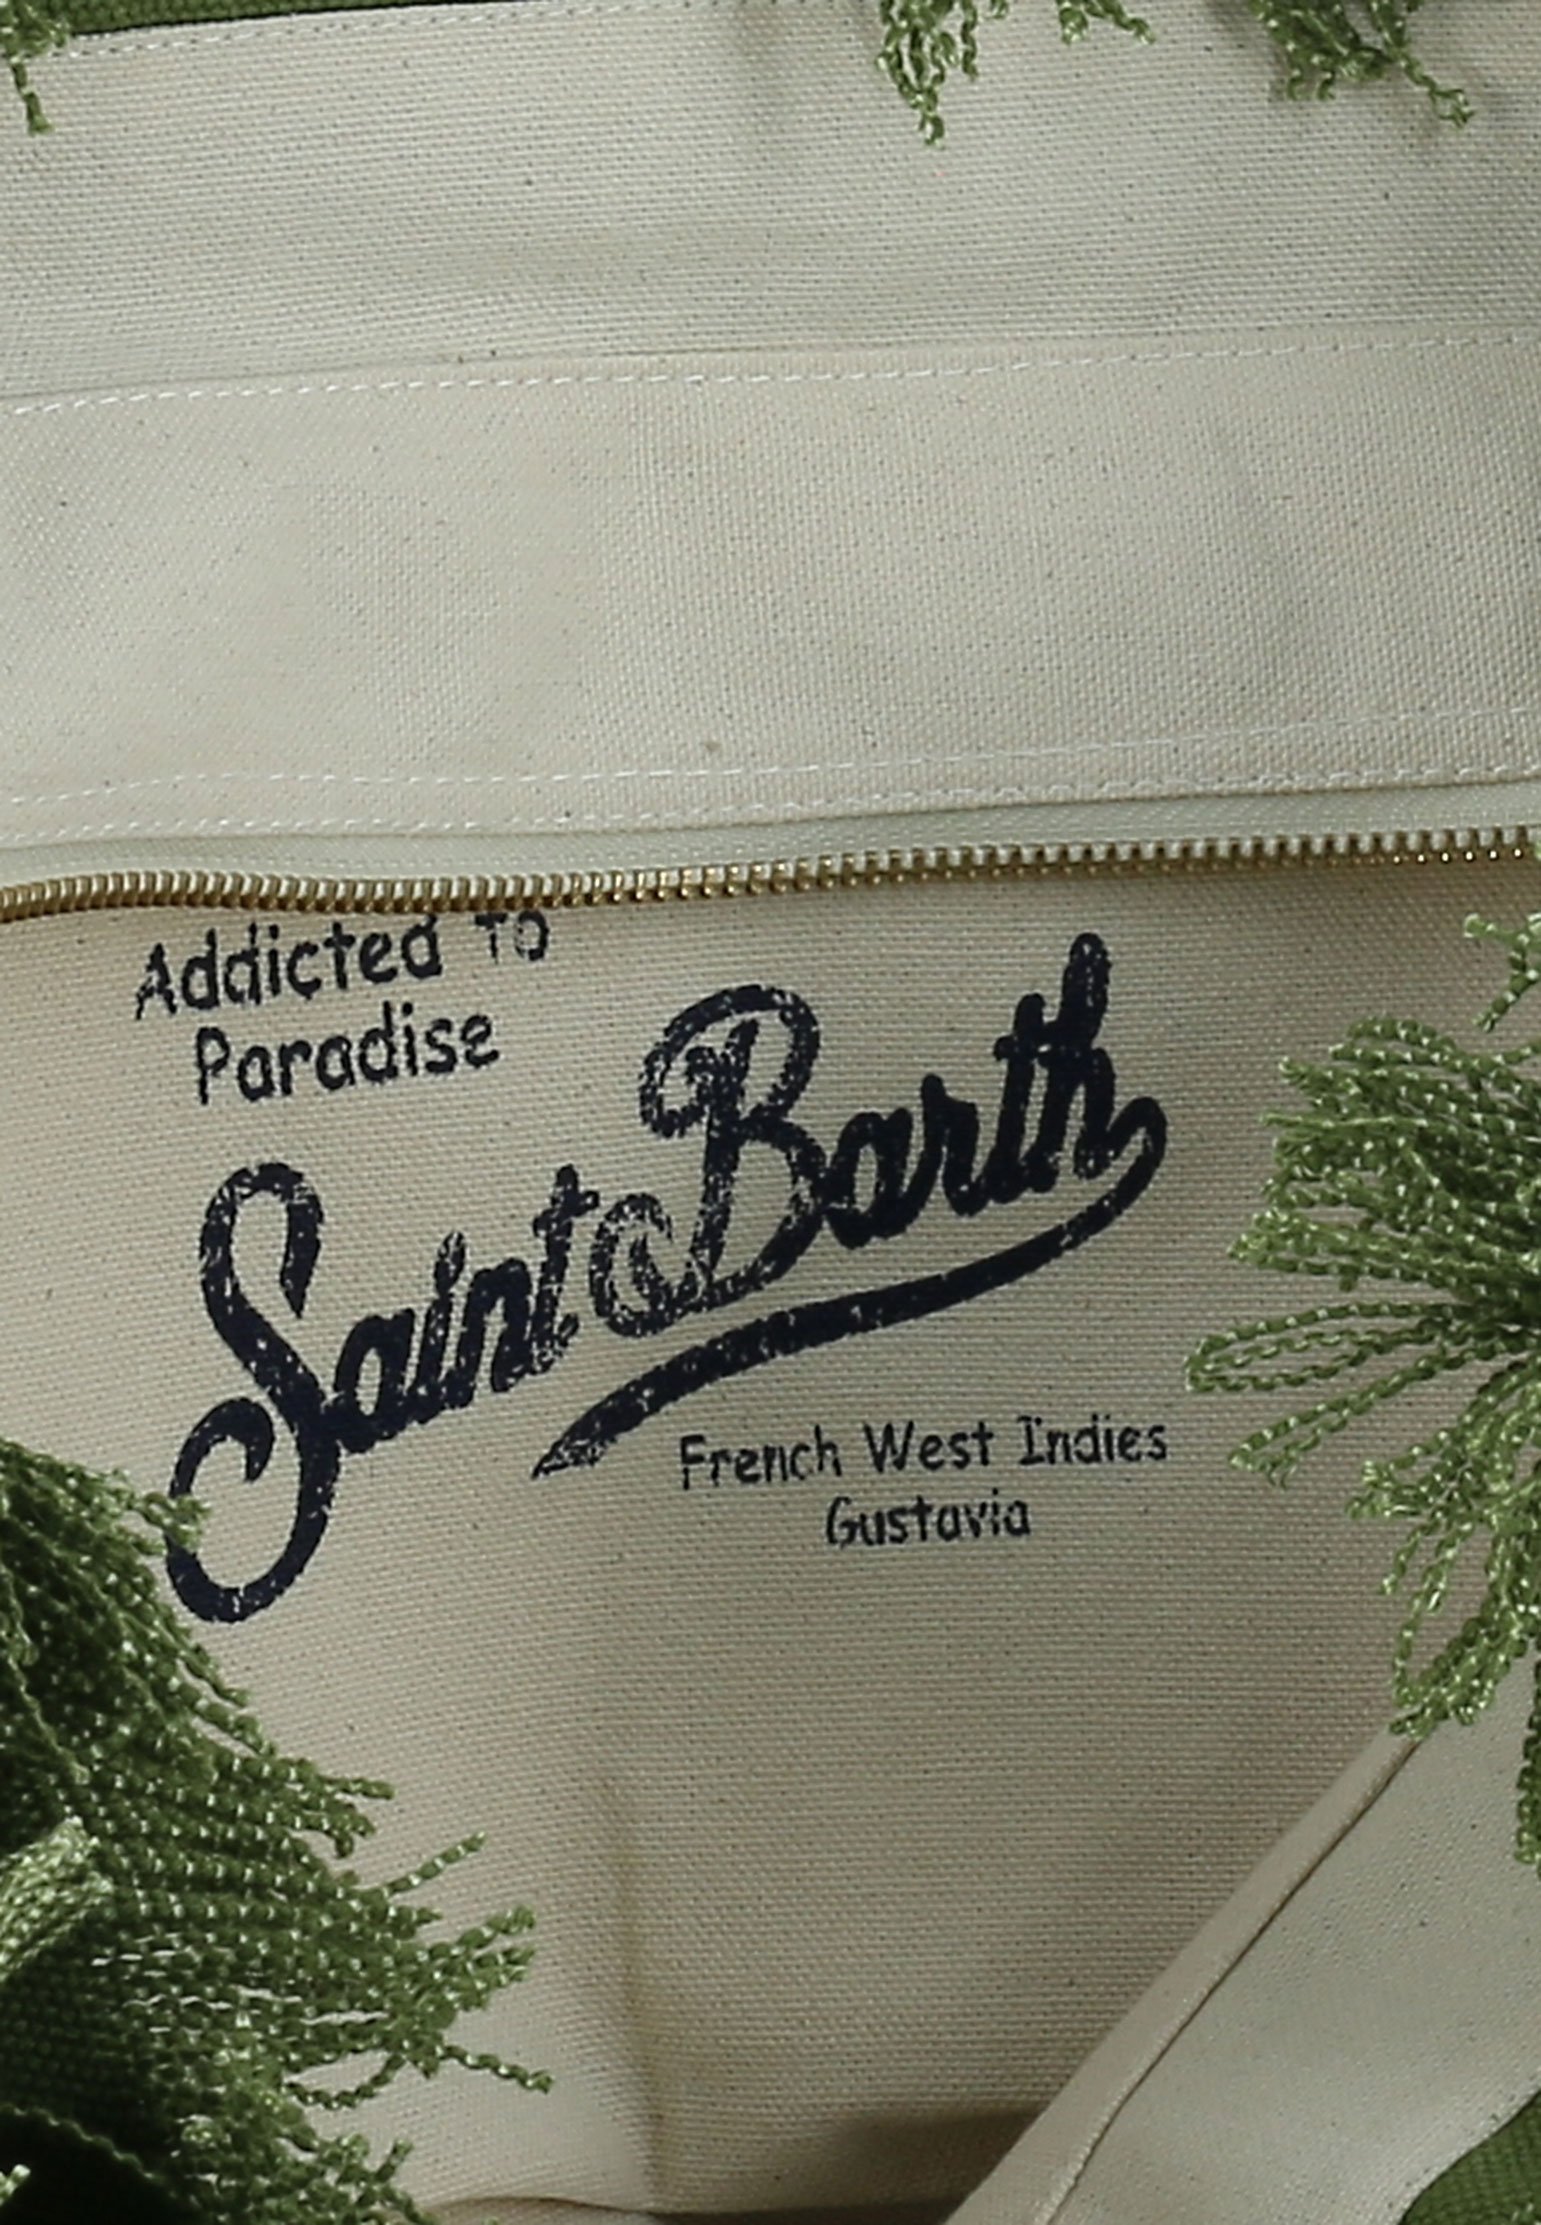 Addicted To
Paradise
Saint Barth
French West Indies
Gustavia